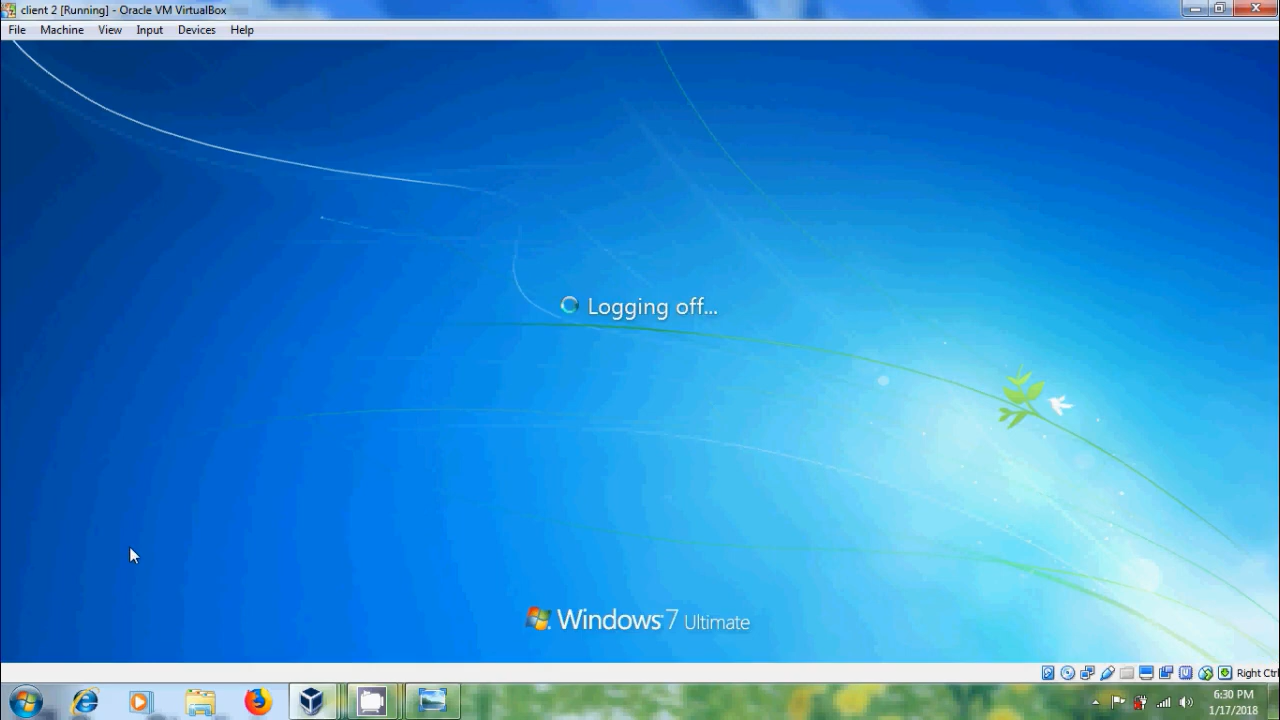 client 2 [Running] - Oracle VM VirtualBox
File Machine View Input Devices Help
Logging off...
Windows 7 Ultimate
Right Ctrl
6:30 PM
1/17/2018